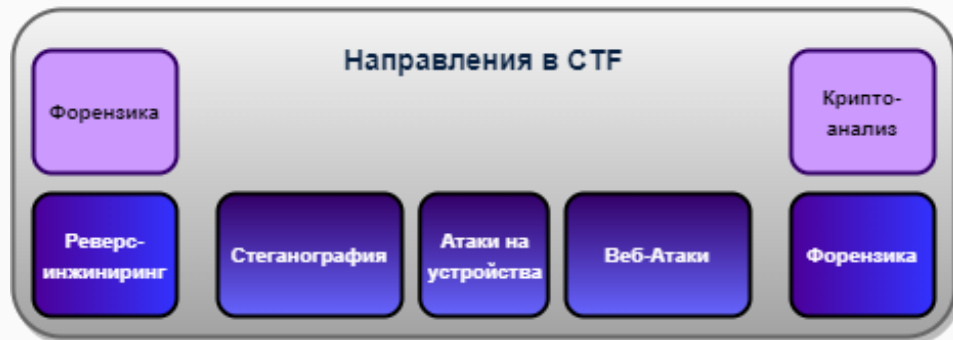 Направления в CTF
Форензика
Крипто-
анализ
Реверс-
инжиниринг
Стеганография
Атаки на
устройства
Веб-Атаки
Форензика